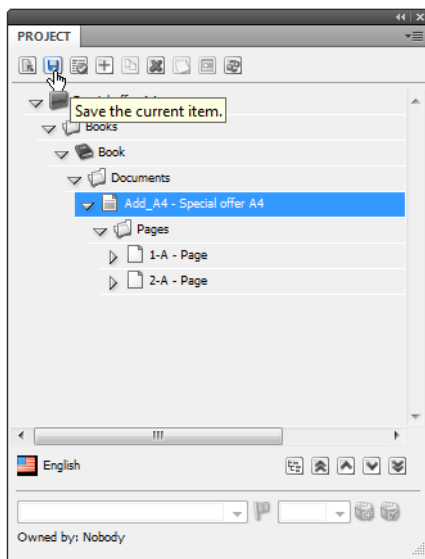 PROJECT
Save the current item.
Books
Book
Documents
Add_A4 - Special offer A4
Pages
1-A - Page
2-A - Page
English
Owned by: Nobody